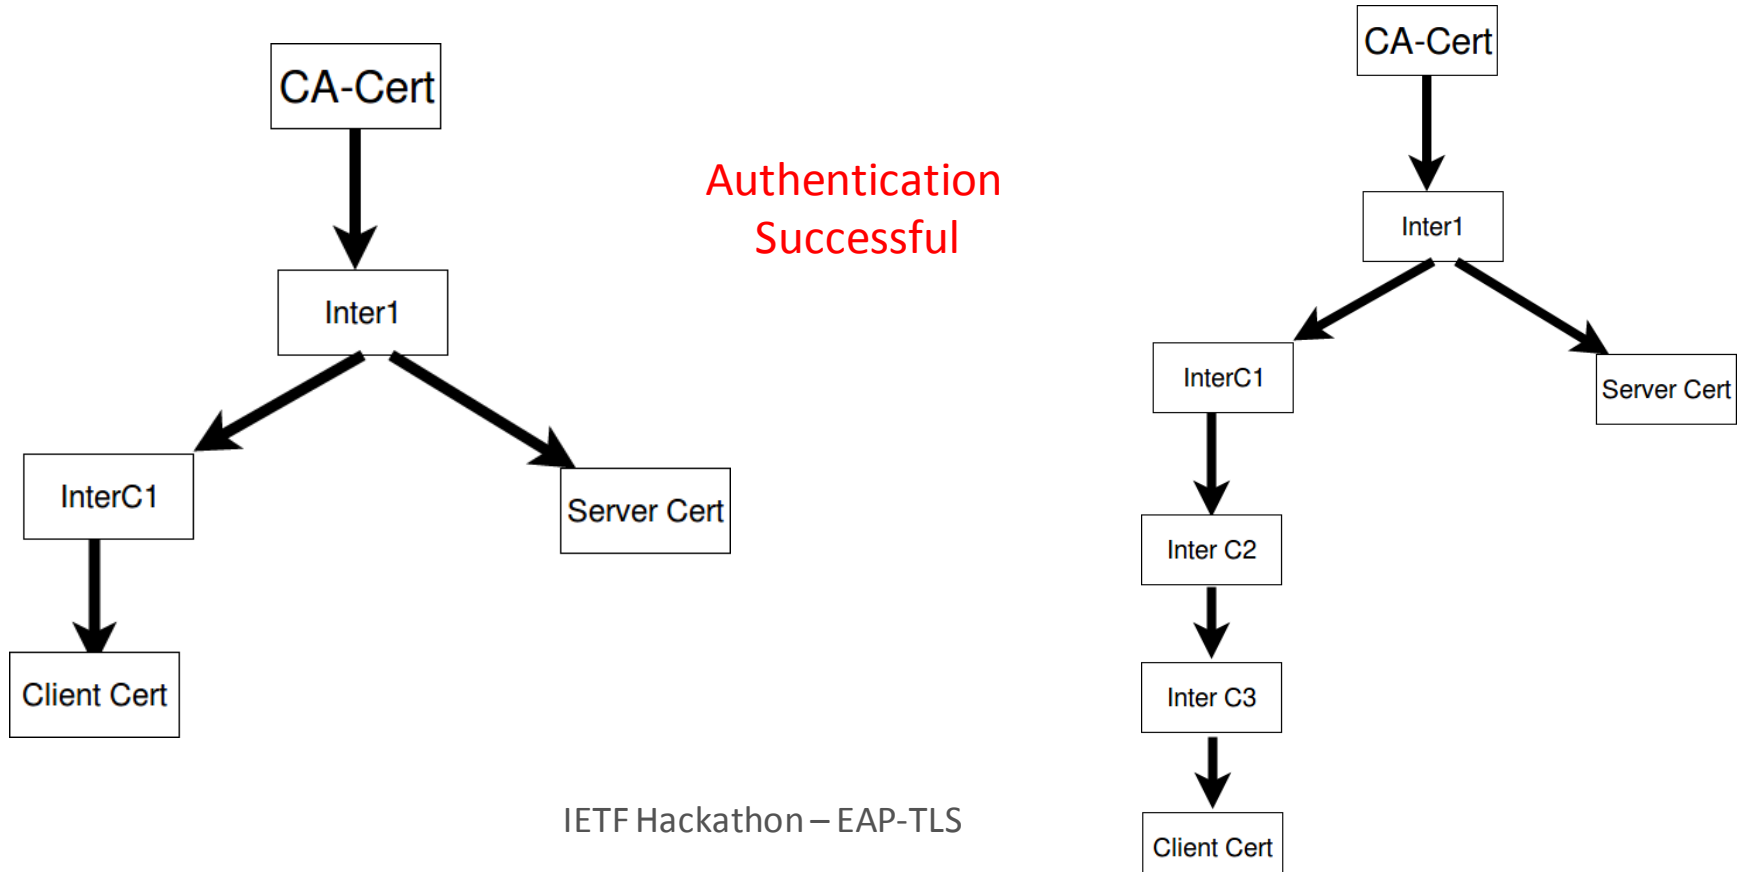 CA-Cert
Inter1
InterC1
Server Cert
Client Cert
Authentication
Successful
CA-Cert
Inter1
InterC1
Server Cert
Inter C2
Inter C3
Client Cert
IETF Hackathon – EAP-TLS